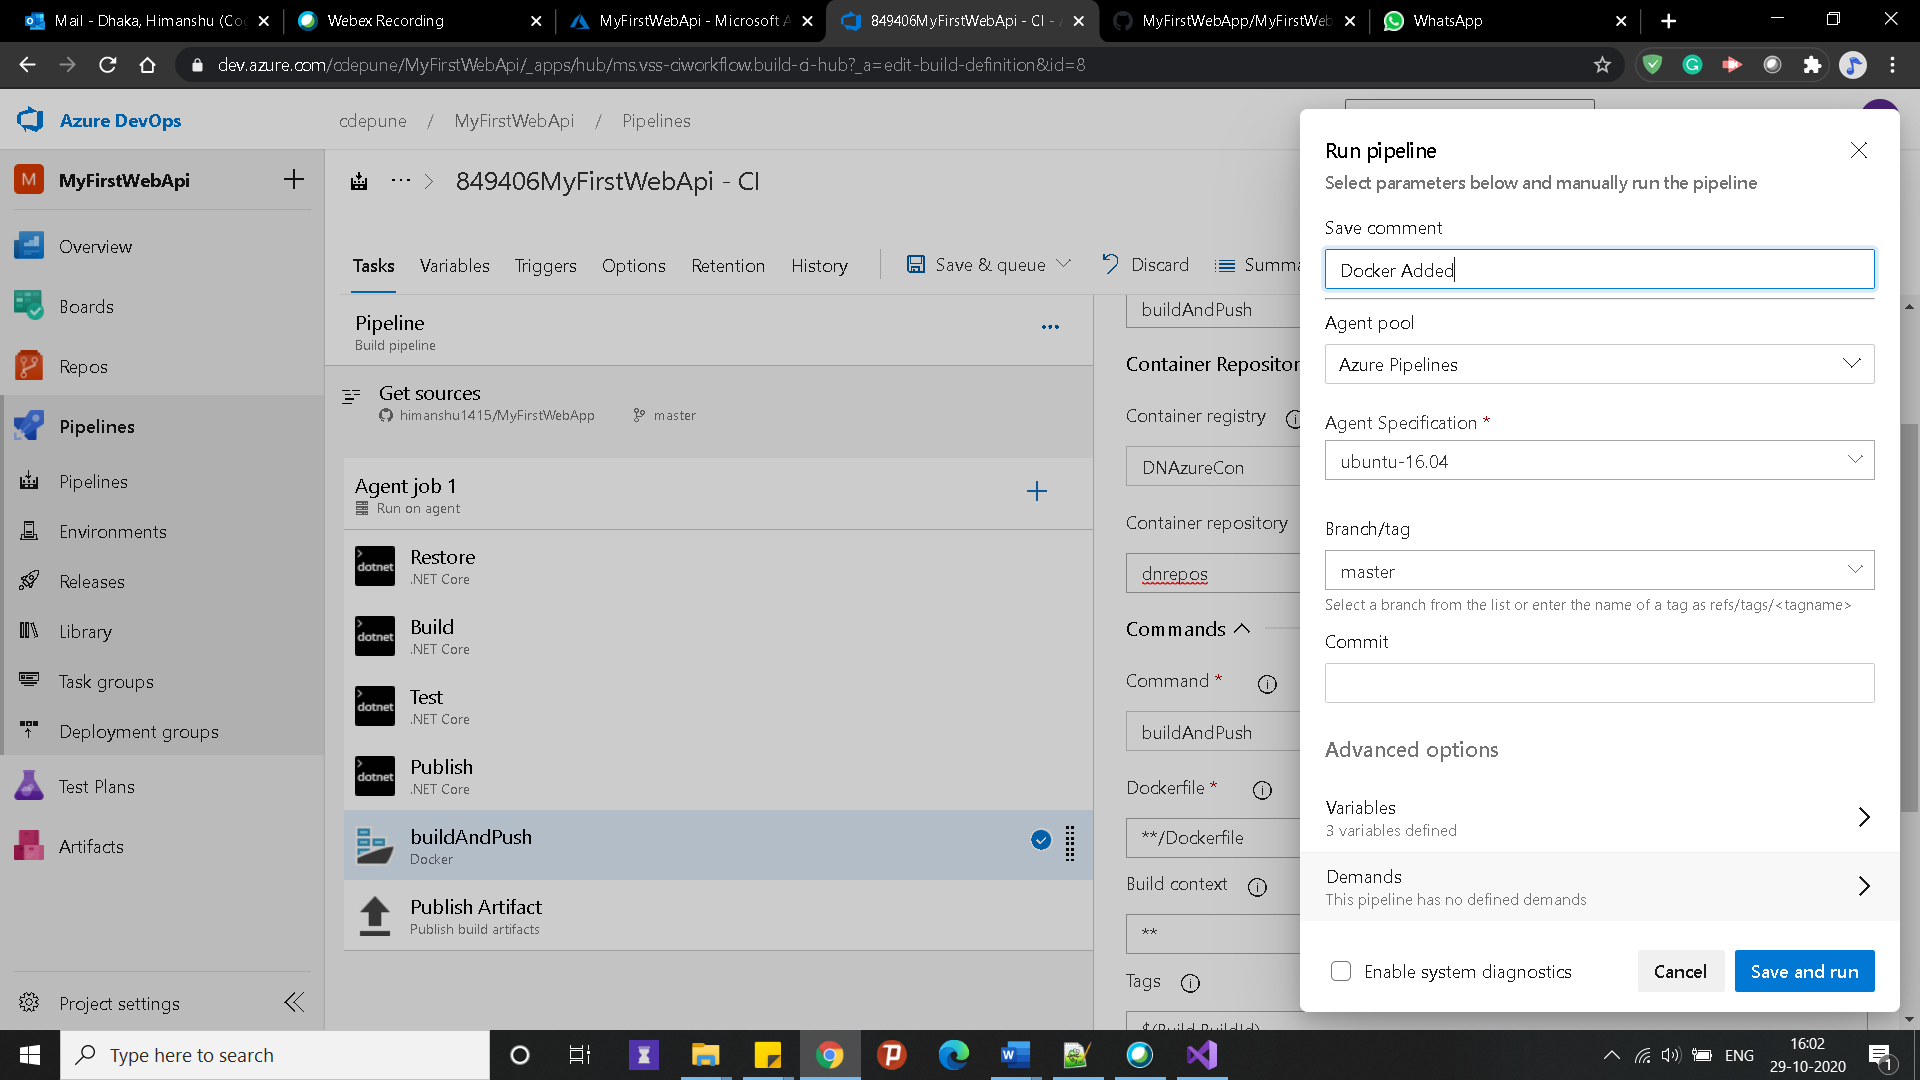 Mail - Dhaka, Himanshu (Co
Webex Recording
MyFirstWebApi - Microsoft A
849406MyFirstWebApi - CI -
MyFirstWebApp/MyFirstWeb
WhatsApp
dev.azure.com/cdepune/MyFirstWebApi/_apps/hub/ms.vss-ciworkflow.build-ci-hub?_a=edit-build-definition&id=8
Azure DevOps
cdepune / MyFirstWebApi / Pipelines
M MyFirstWebApi
Overview
Boards
Repos
Pipelines
Pipelines
Environments
Releases
Library
Task groups
Deployment groups
Test Plans
Artifacts
Project settings
849406MyFirstWebApi - CI
Tasks Variables Triggers Options Retention History Save & queue Discard Summa
Pipeline
Build pipeline
Get sources
himanshu1415/MyFirstWebApp master
Agent job 1
Run on agent
dotnet Restore
.NET Core
dotnet Build
.NET Core
dotnet Test
.NET Core
dotnet Publish
.NET Core
buildAndPush
Docker
Publish Artifact
Publish build artifacts
buildAndPush
Container Repositor
Container registry
DNAzureCon
Container repository
dnrepos
Commands
Command *
buildAndPush
Dockerfile *
**/Dockerfile
Build context
**
Tags
$(Build.BuildId)
Run pipeline
Select parameters below and manually run the pipeline
Save comment
Docker Added
Agent pool
Azure Pipelines
Agent Specification *
ubuntu-16.04
Branch/tag
master
Select a branch from the list or enter the name of a tag as refs/tags/<tagname>
Commit
Advanced options
Variables
3 variables defined
Demands
This pipeline has no defined demands
Enable system diagnostics
Cancel
Save and run
Type here to search
ENG
16:02
29-10-2020
1